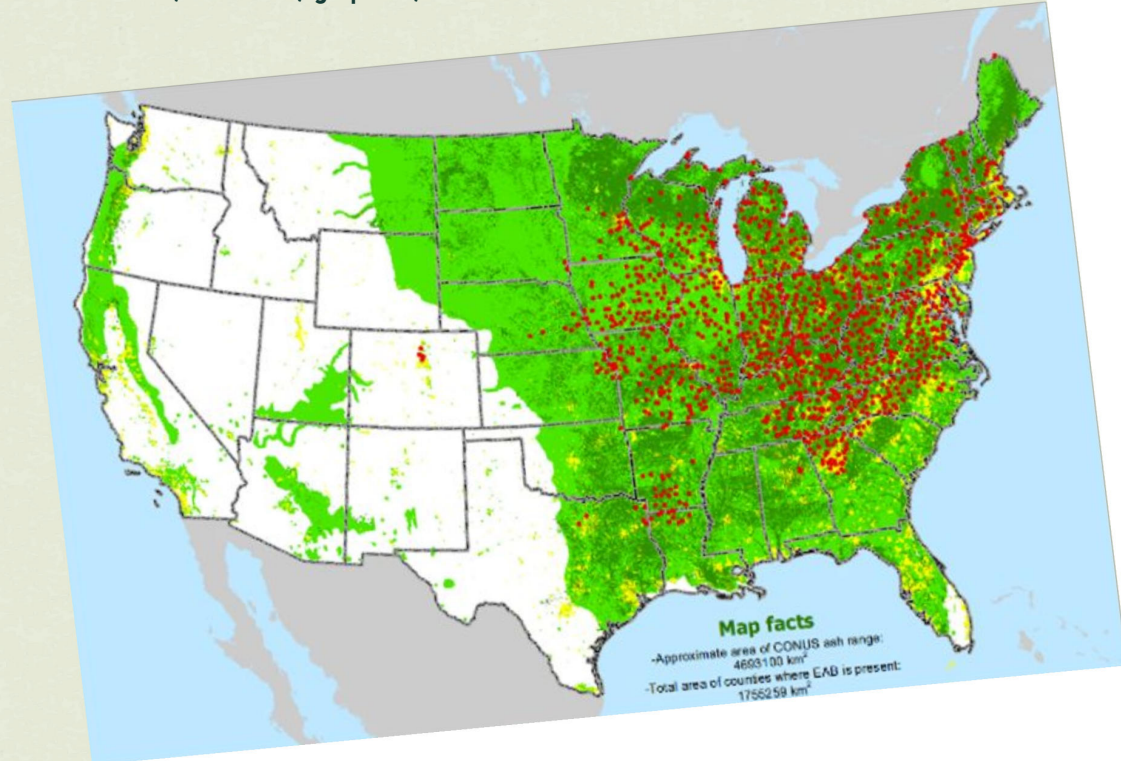 Map facts
-Approximate area of CONUS ash range:
4693100 km²
-Total area of counties where EAB is present:
1756259 km²